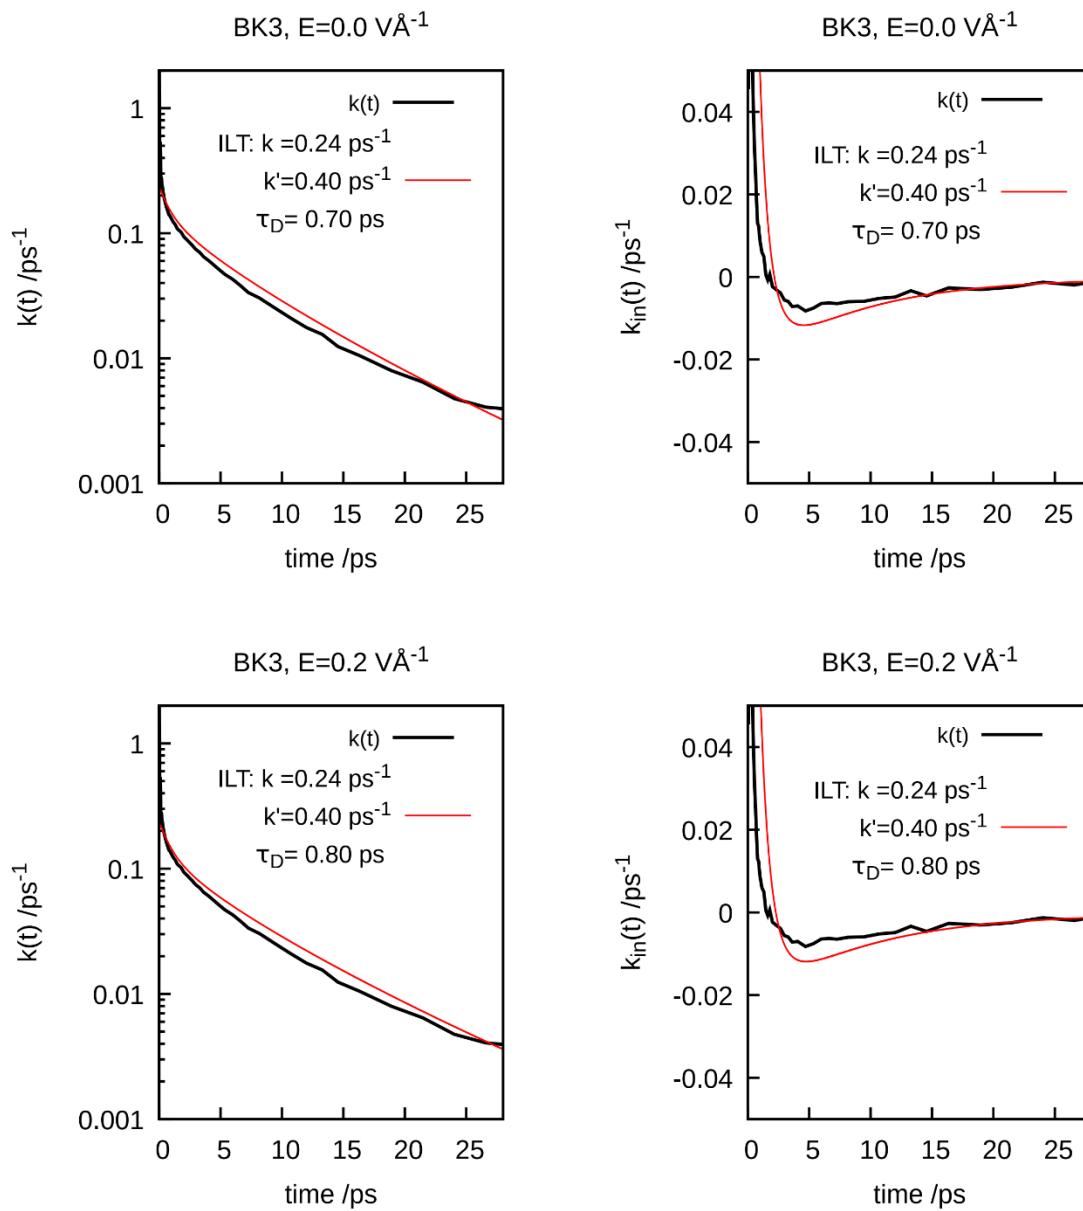 BK3, E=0.0 VÅ⁻¹
k(t)
ILT: k =0.24 ps⁻¹
k'=0.40 ps⁻¹
τD= 0.70 ps
k(t) /ps⁻¹
1
0.1
0.01
0.001
0 5 10 15 20 25
time /ps
BK3, E=0.0 VÅ⁻¹
k(t)
ILT: k =0.24 ps⁻¹
k'=0.40 ps⁻¹
τD= 0.70 ps
kin(t) /ps⁻¹
0.04
0.02
0
-0.02
-0.04
0 5 10 15 20 25
time /ps
BK3, E=0.2 VÅ⁻¹
k(t)
ILT: k =0.24 ps⁻¹
k'=0.40 ps⁻¹
τD= 0.80 ps
k(t) /ps⁻¹
1
0.1
0.01
0.001
0 5 10 15 20 25
time /ps
BK3, E=0.2 VÅ⁻¹
k(t)
ILT: k =0.24 ps⁻¹
k'=0.40 ps⁻¹
τD= 0.80 ps
kin(t) /ps⁻¹
0.04
0.02
0
-0.02
-0.04
0 5 10 15 20 25
time /ps